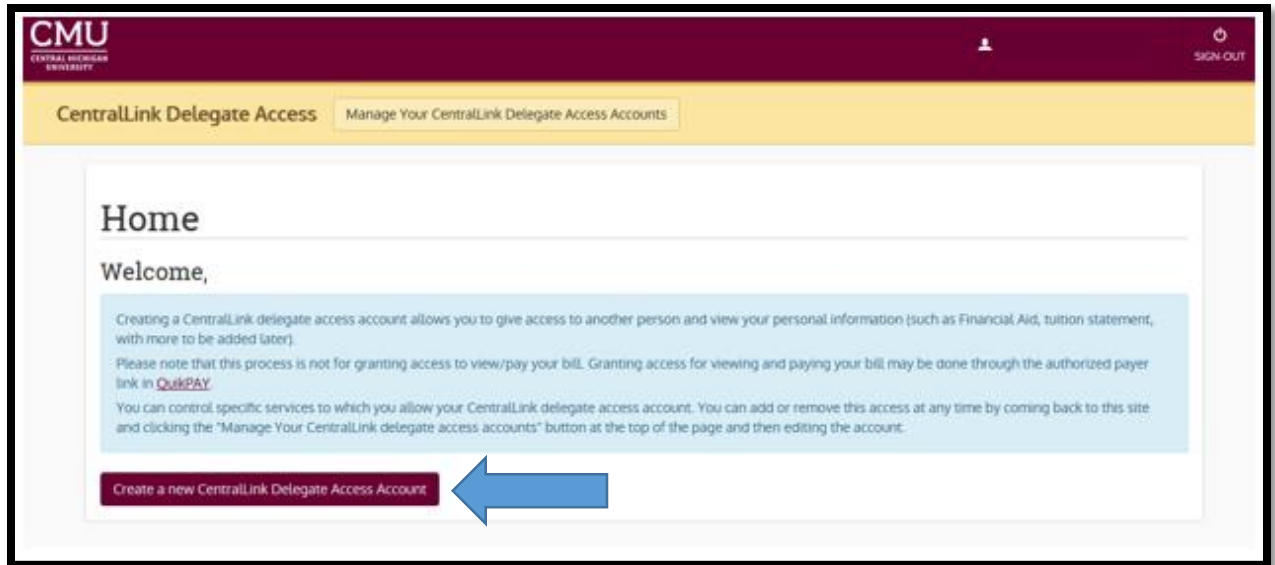 CMU
CENTRAL MICHIGAN
UNIVERSITY
SIGN-OUT
CentralLink Delegate Access
Manage Your CentralLink Delegate Access Accounts
Home
Welcome,
Creating a CentralLink delegate access account allows you to give access to another person and view your personal information (such as Financial Aid, tuition statement,
with more to be added later).
Please note that this process is not for granting access to view/pay your bill. Granting access for viewing and paying your bill may be done through the authorized payer
link in QuikPAY.
You can control specific services to which you allow your CentralLink delegate access account. You can add or remove this access at any time by coming back to this site
and clicking the "Manage Your CentralLink delegate access accounts" button at the top of the page and then editing the account.
Create a new CentralLink Delegate Access Account